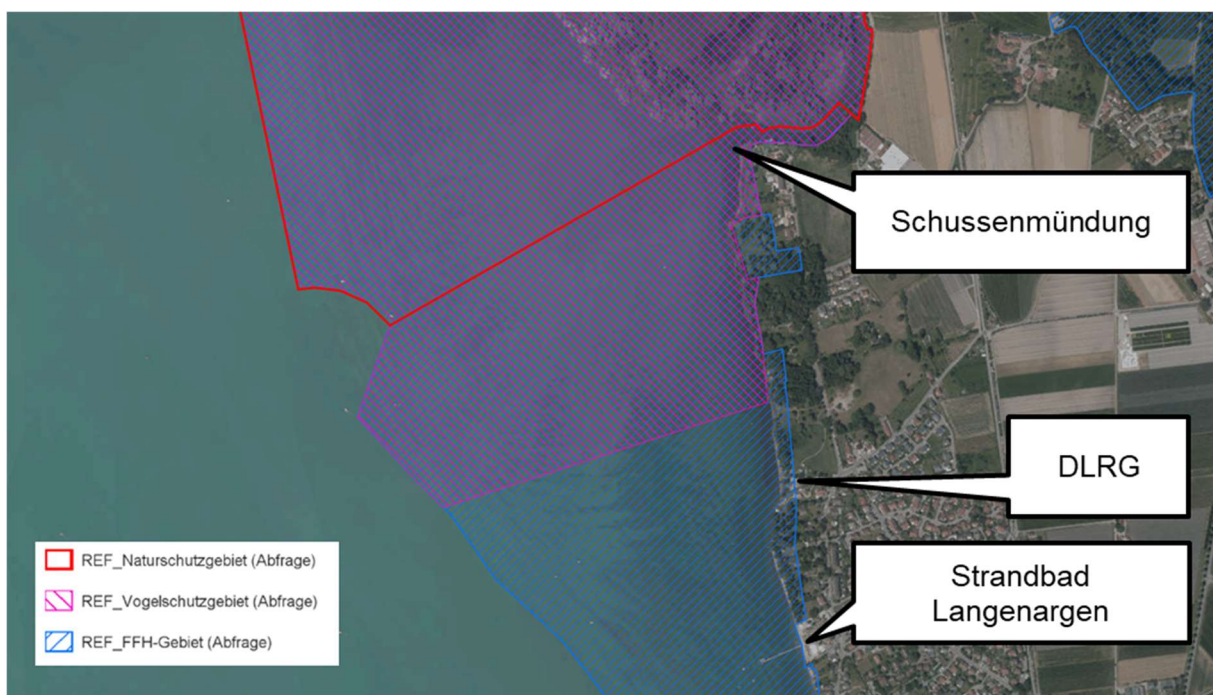 Schussenmündung
DLRG
Strandbad
Langenargen
REF_Naturschutzgebiet (Abfrage)
REF_Vogelschutzgebiet (Abfrage)
REF_FFH-Gebiet (Abfrage)